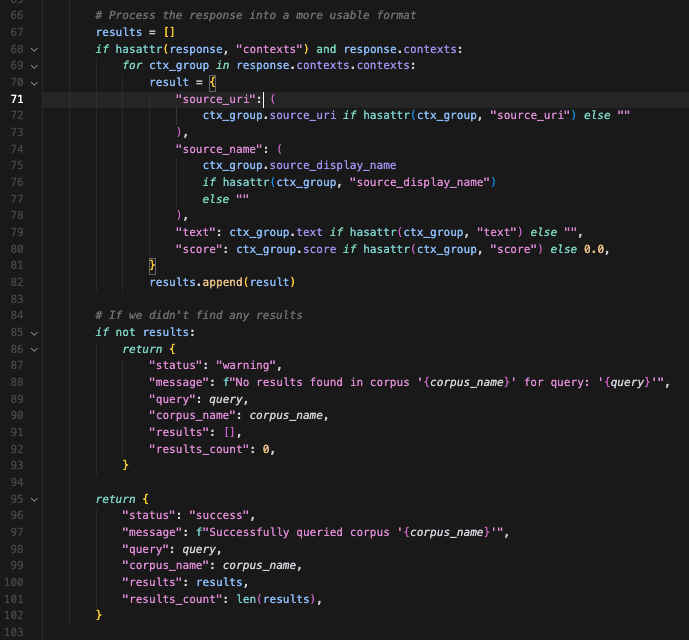 66 # Process the response into a more usable format
67 results = []
68 if hasattr(response, "contexts") and response.contexts:
69 for ctx_group in response.contexts.contexts:
70 result = {
71 "source_uri": (
72 ctx_group.source_uri if hasattr(ctx_group, "source_uri") else ""
73 ),
74 "source_name": (
75 ctx_group.source_display_name
76 if hasattr(ctx_group, "source_display_name")
77 else ""
78 ),
79 "text": ctx_group.text if hasattr(ctx_group, "text") else "",
80 "score": ctx_group.score if hasattr(ctx_group, "score") else 0.0,
81 }
82 results.append(result)
83
84 # If we didn't find any results
85 if not results:
86 return {
87 "status": "warning",
88 "message": f"No results found in corpus '{corpus_name}' for query: '{query}'",
89 "query": query,
90 "corpus_name": corpus_name,
91 "results": [],
92 "results_count": 0,
93 }
94
95 return {
96 "status": "success",
97 "message": f"Successfully queried corpus '{corpus_name}'",
98 "query": query,
99 "corpus_name": corpus_name,
100 "results": results,
101 "results_count": len(results),
102 }
103